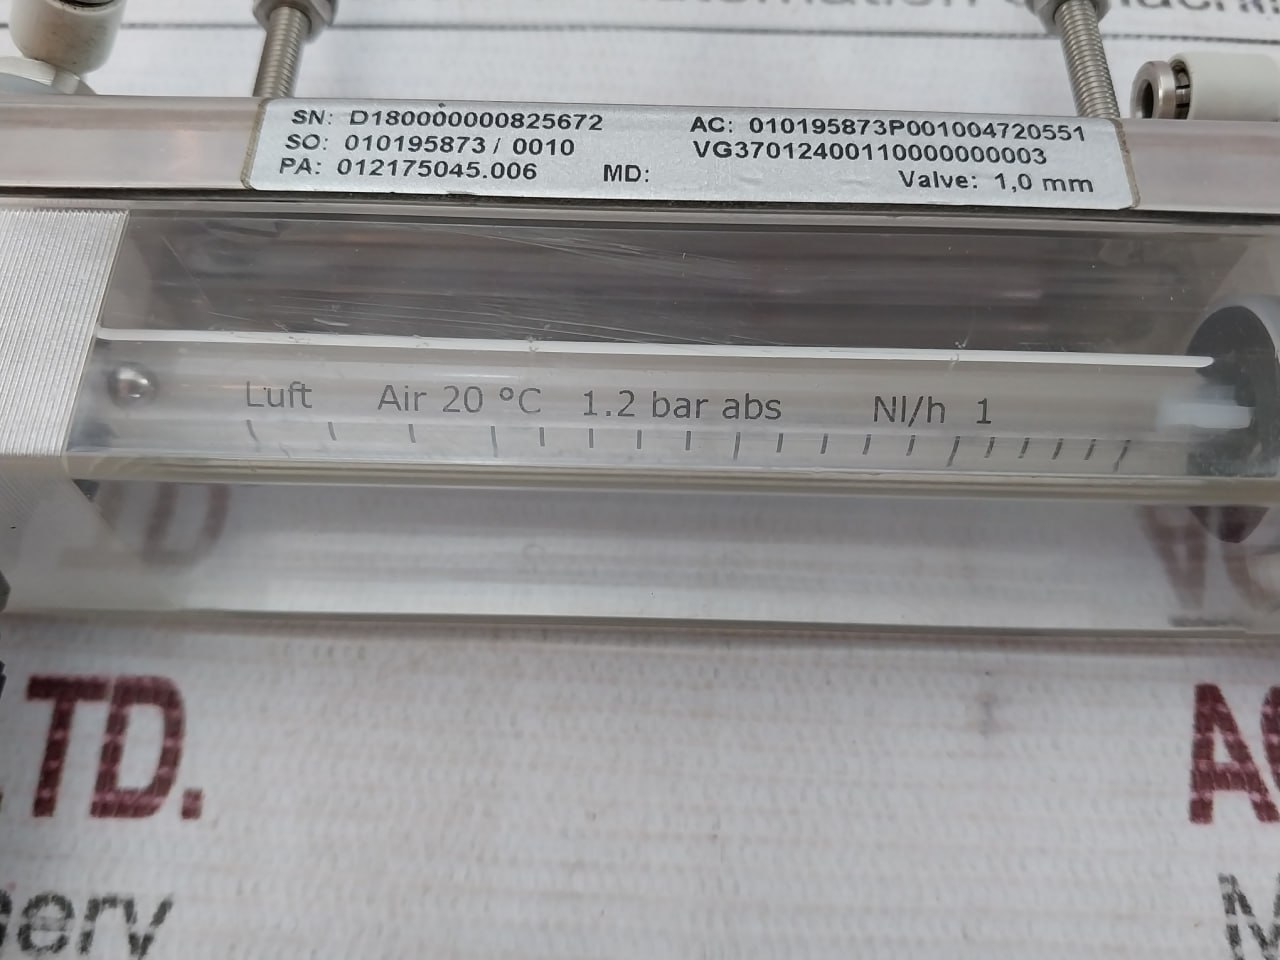 SN: D180000000825672
SO: 010195873 / 0010
PA: 012175045.006 MD:
AC: 010195873P001004720551
VG37012400110000000003
Valve: 1,0 mm
Luft Air 20 °C 1.2 bar abs Nl/h 1
TD.